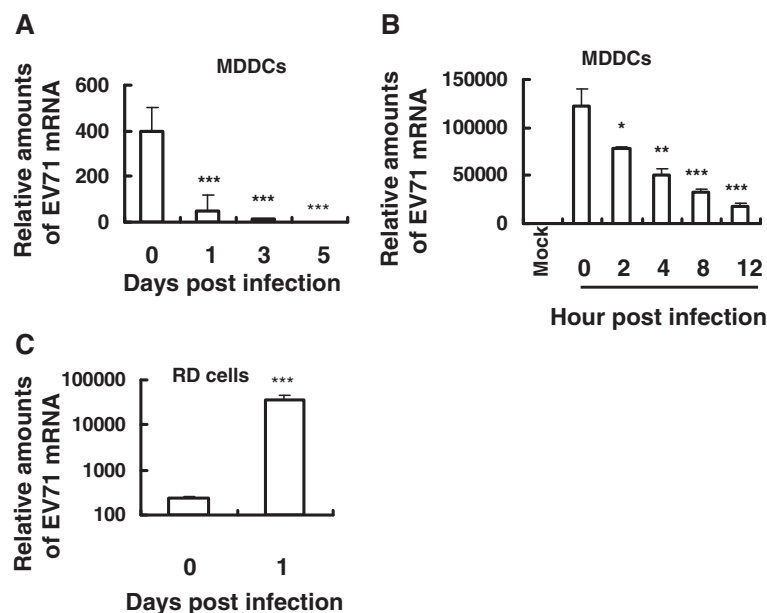 A
MDDCs
Relative amounts
of EV71 mRNA
600
400
200
0
***
***
***
0 1 3 5
Days post infection
B
MDDCs
Relative amounts
of EV71 mRNA
150000
100000
50000
0
*
**
***
***
Mock
0 2 4 8 12
Hour post infection
C
RD cells
Relative amounts
of EV71 mRNA
100000
10000
1000
100
***
0 1
Days post infection